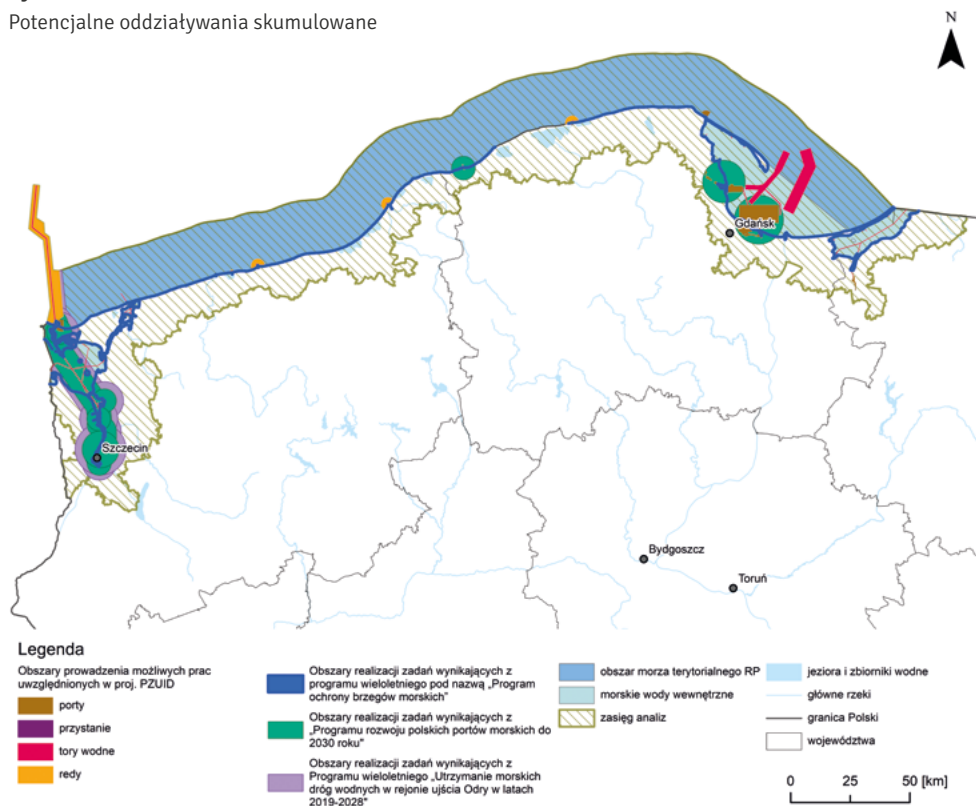 Potencjalne oddziaływania skumulowane
N
Gdańsk
Szczecin
Bydgoszcz
Toruń
Legenda
Obszary prowadzenia możliwych prac
uwzględnionych w proj. PZUID
porty
przystanie
tory wodne
redy
Obszary realizacji zadań wynikających z
programu wieloletniego pod nazwą „Program
ochrony brzegów morskich"
Obszary realizacji zadań wynikających z
„Programu rozwoju polskich portów morskich do
2030 roku"
Obszary realizacji zadań wynikających z
Programu wieloletniego „Utrzymanie morskich
dróg wodnych w rejonie ujścia Odry w latach
2019-2028"
obszar morza terytorialnego RP
morskie wody wewnętrzne
zasięg analiz
jeziora i zbiorniki wodne
główne rzeki
granica Polski
województwa
0 25 50 [km]